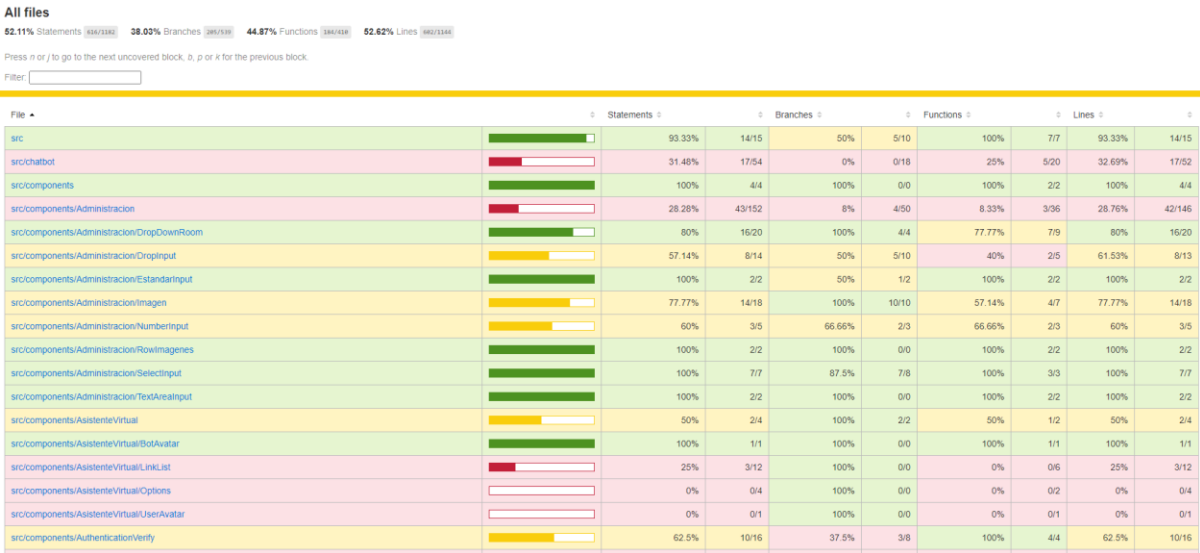 All files
52.11% Statements 616/1182 38.03% Branches 205/539 44.87% Functions 184/410 52.62% Lines 602/1144
Press n or j to go to the next uncovered block, b, p or k for the previous block.
Filter:
File Statements Branches Functions Lines
src 93.33% 14/15 50% 5/10 100% 7/7 93.33% 14/15
src/chatbot 31.48% 17/54 0% 0/18 25% 5/20 32.69% 17/52
src/components 100% 4/4 100% 0/0 100% 2/2 100% 4/4
src/components/Administracion 28.28% 43/152 8% 4/50 8.33% 3/36 28.76% 42/146
src/components/Administracion/DropDownRoom 80% 16/20 100% 4/4 77.77% 7/9 80% 16/20
src/components/Administracion/DropInput 57.14% 8/14 50% 5/10 40% 2/5 61.53% 8/13
src/components/Administracion/EstandarInput 100% 2/2 50% 1/2 100% 2/2 100% 2/2
src/components/Administracion/Imagen 77.77% 14/18 100% 10/10 57.14% 4/7 77.77% 14/18
src/components/Administracion/NumberInput 60% 3/5 66.66% 2/3 66.66% 2/3 60% 3/5
src/components/Administracion/RowImagenes 100% 2/2 100% 0/0 100% 2/2 100% 2/2
src/components/Administracion/SelectInput 100% 7/7 87.5% 7/8 100% 3/3 100% 7/7
src/components/Administracion/TextAreaInput 100% 2/2 100% 0/0 100% 2/2 100% 2/2
src/components/AsistenteVirtual 50% 2/4 100% 2/2 50% 1/2 50% 2/4
src/components/AsistenteVirtual/BotAvatar 100% 1/1 100% 0/0 100% 1/1 100% 1/1
src/components/AsistenteVirtual/LinkList 25% 3/12 100% 0/0 0% 0/6 25% 3/12
src/components/AsistenteVirtual/Options 0% 0/4 100% 0/0 0% 0/2 0% 0/4
src/components/AsistenteVirtual/UserAvatar 0% 0/1 100% 0/0 0% 0/1 0% 0/1
src/components/AuthenticationVerify 62.5% 10/16 37.5% 3/8 100% 4/4 62.5% 10/16